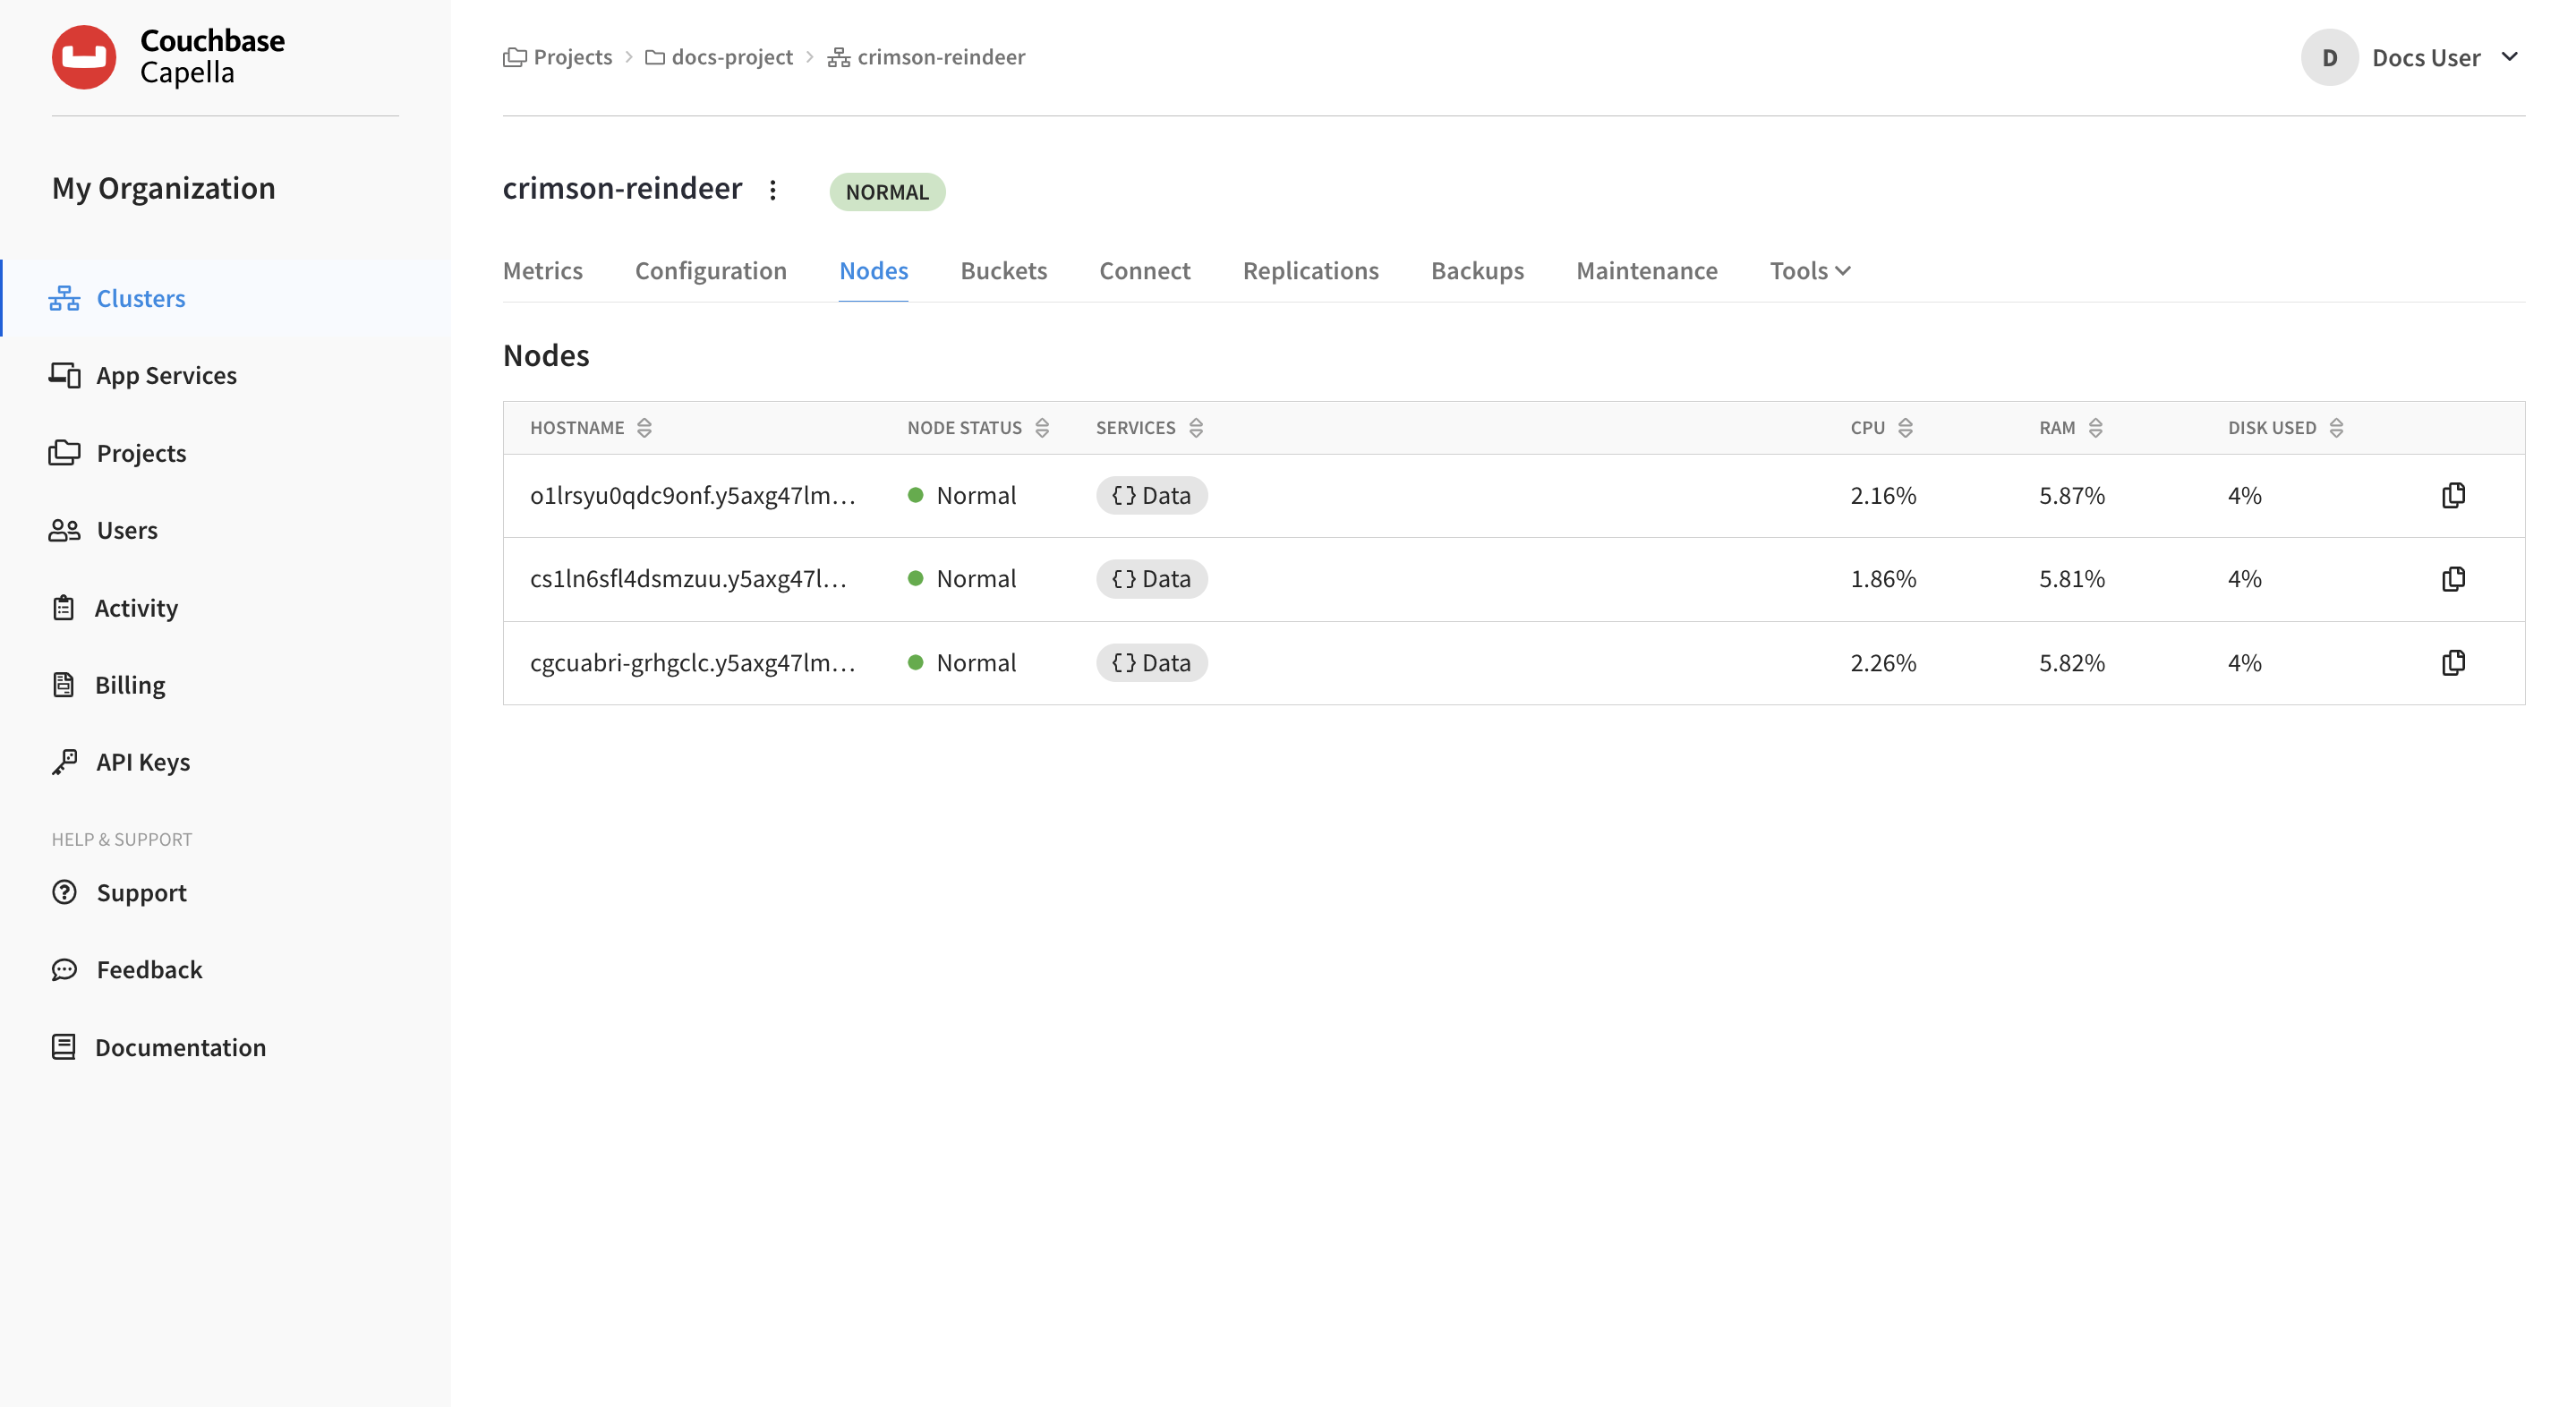 Couchbase
Capella
My Organization
Clusters
App Services
Projects
Users
Activity
Billing
API Keys
HELP & SUPPORT
Support
Feedback
Documentation
Projects > docs-project > crimson-reindeer
D Docs User
crimson-reindeer NORMAL
Metrics Configuration Nodes Buckets Connect Replications Backups Maintenance Tools
Nodes
HOSTNAME NODE STATUS SERVICES CPU RAM DISK USED
o1lrsyu0qdc9onf.y5axg47lm... Normal {} Data 2.16% 5.87% 4%
cs1ln6sfl4dsmzuu.y5axg47l... Normal {} Data 1.86% 5.81% 4%
cgcuabri-grhgclc.y5axg47lm... Normal {} Data 2.26% 5.82% 4%